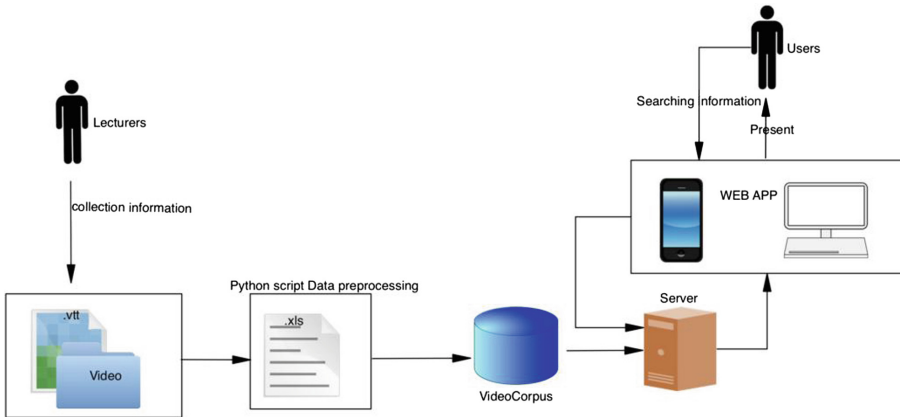 Users
Searching information
Present
Lecturers
WEB APP
collection information
Python script Data preprocessing
Server
.vtt
.xls
Video
VideoCorpus